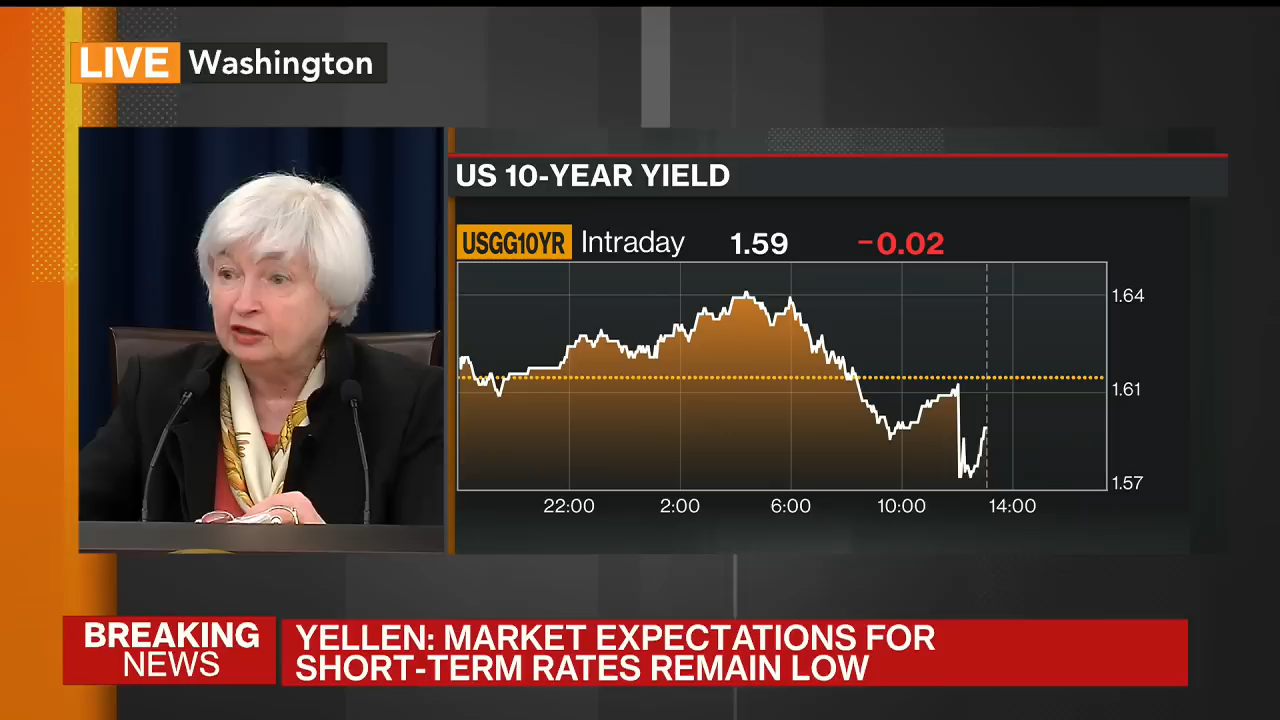 LIVE Washington
US 10-YEAR YIELD
USGG10YR Intraday 1.59 -0.02
1.64
1.61
1.57
22:00 2:00 6:00 10:00 14:00
BREAKING
NEWS
YELLEN: MARKET EXPECTATIONS FOR
SHORT-TERM RATES REMAIN LOW